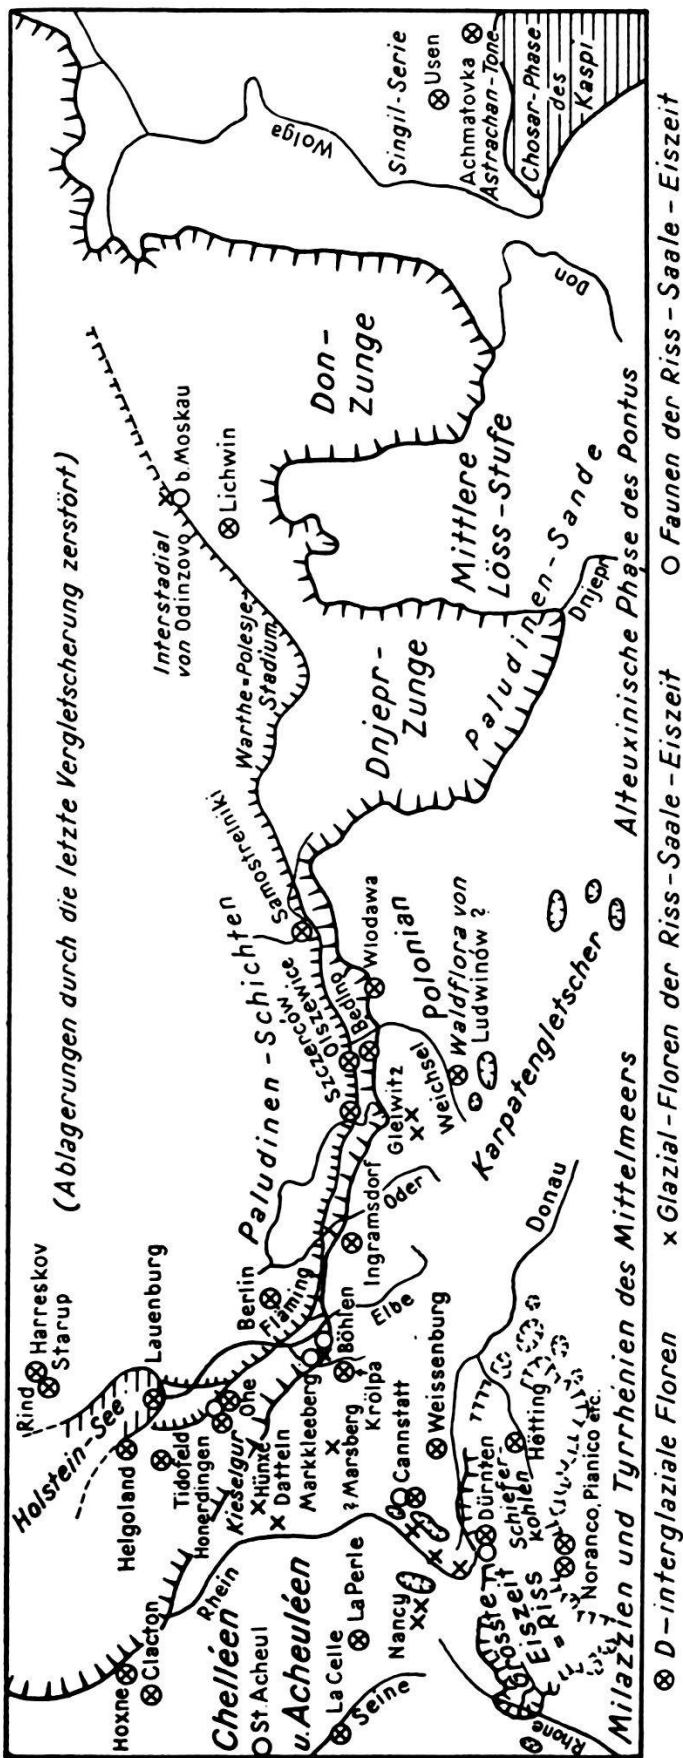 (Ablagerungen durch die letzte Vergletscherung zerstört)
Rind
Harreskov
Starup
Holstein-See
Lauenburg
Helgoland
Tidofeld
Honerdingen
Ohe
Kieselgur
Hünxe
Datteln
Hoxne
Clacton
Rhein
Chelléen
St. Acheul
u. Acheuléen
La Celle
La Perle
Seine
Nancy
Berlin
Fläming
Markkleeberg
Böhlen
? Marsberg
Krölpa
Cannstatt
Weissenburg
Elbe
Oder
Ingramsdorf
Paludinen-Schichten
Szczerców
Olszewice
Bedlno
Samostrelniki
Wlodawa
Gleiwitz
Weichsel
Polonian
Waldflora von
Ludwinów ?
Karpatengletscher
Donau
Dürnten
Schiefer-
kohlen
Hötting
Noranco, Pianico etc.
Grösste
Eiszeit
= Riss
Rhone
Warthe=Polesje-
Stadium
Interstadial
von Odinzovo
b. Moskau
Lichwin
Dnjepr-
Zunge
Don-
Zunge
Mittlere
Löss-Stufe
Paludinen-Sande
Dnjepr
Don
Wolga
Singil-Serie
Usen
Achmatovka
Astrachan-Tone
Chosar-Phase
des
Kaspi
Milazzien und Tyrrhénien des Mittelmeers
Alteuxinische Phase des Pontus
⊗ D-interglaziale Floren
x Glazial-Floren der Riss-Saale-Eiszeit
O Faunen der Riss-Saale-Eiszeit